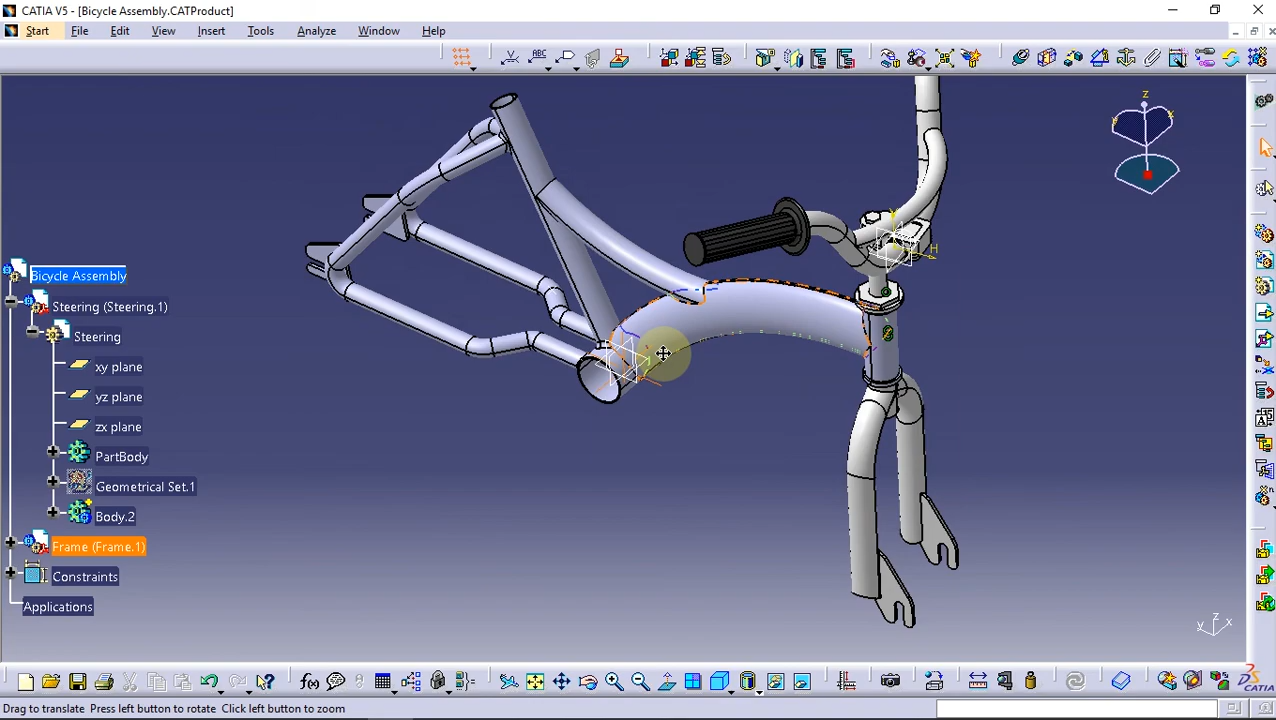 CATIA V5 - [Bicycle Assembly.CATProduct]
Start File Edit View Insert Tools Analyze Window Help
ABC
z
y x
H
Bicycle Assembly
Steering (Steering.1)
Steering
xy plane
yz plane
zx plane
PartBody
Geometrical Set.1
Body.2
Frame (Frame.1)
Constraints
Applications
z
y x
f(x)
Drag to translate Press left button to rotate Click left button to zoom